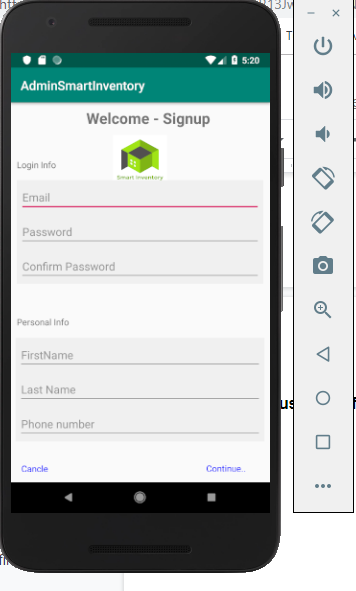 5:20
AdminSmartInventory
Welcome - Signup
Smart Inventory
Login Info
Email
Password
Confirm Password
Personal Info
FirstName
Last Name
Phone number
Cancle
Continue..